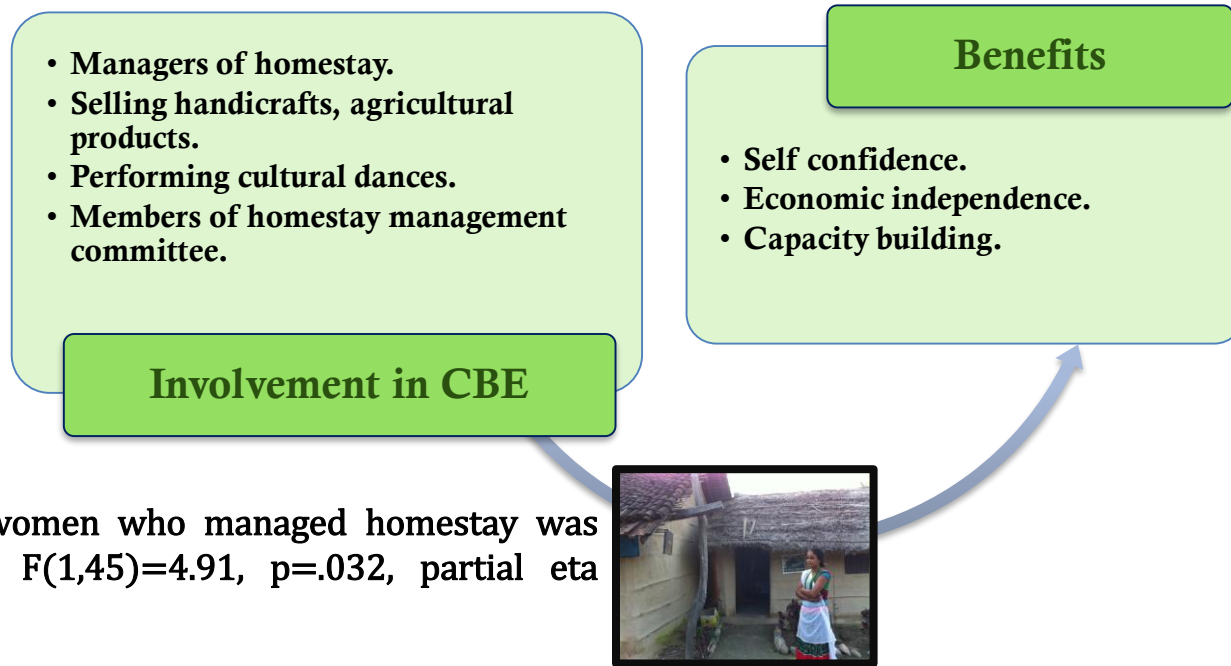 • Managers of homestay.
• Selling handicrafts, agricultural
products.
• Performing cultural dances.
• Members of homestay management
committee.
Involvement in CBE
Benefits
• Self confidence.
• Economic independence.
• Capacity building.
women who managed homestay was
F(1,45)=4.91, p=.032, partial eta